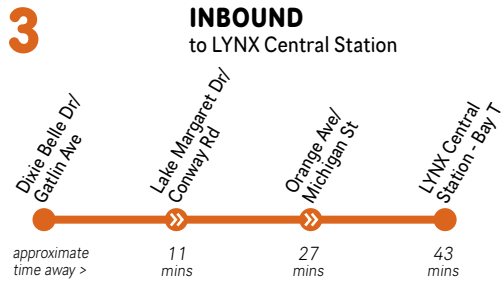 3
INBOUND
to LYNX Central Station
Dixie Belle Dr/
Gatlin Ave
Lake Margaret Dr/
Conway Rd
Orange Ave/
Michigan St
LYNX Central
Station - Bay T
approximate
time away >
11
mins
27
mins
43
mins